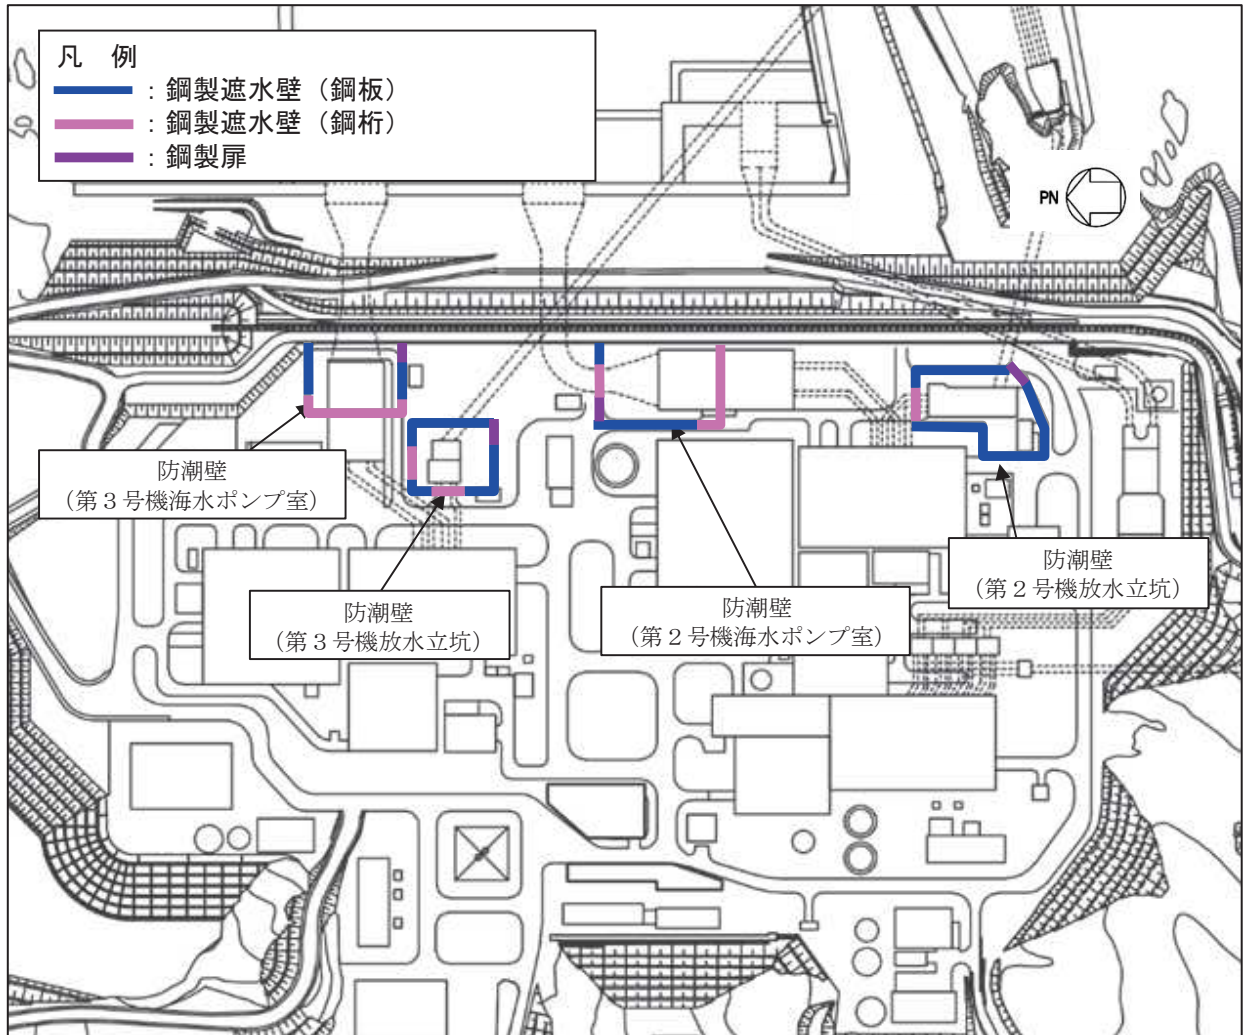 凡　例
：鋼製遮水壁（鋼板）
：鋼製遮水壁（鋼桁）
：鋼製扉
PN
防潮壁
（第３号機海水ポンプ室）
防潮壁
（第３号機放水立坑）
防潮壁
（第２号機海水ポンプ室）
防潮壁
（第２号機放水立坑）